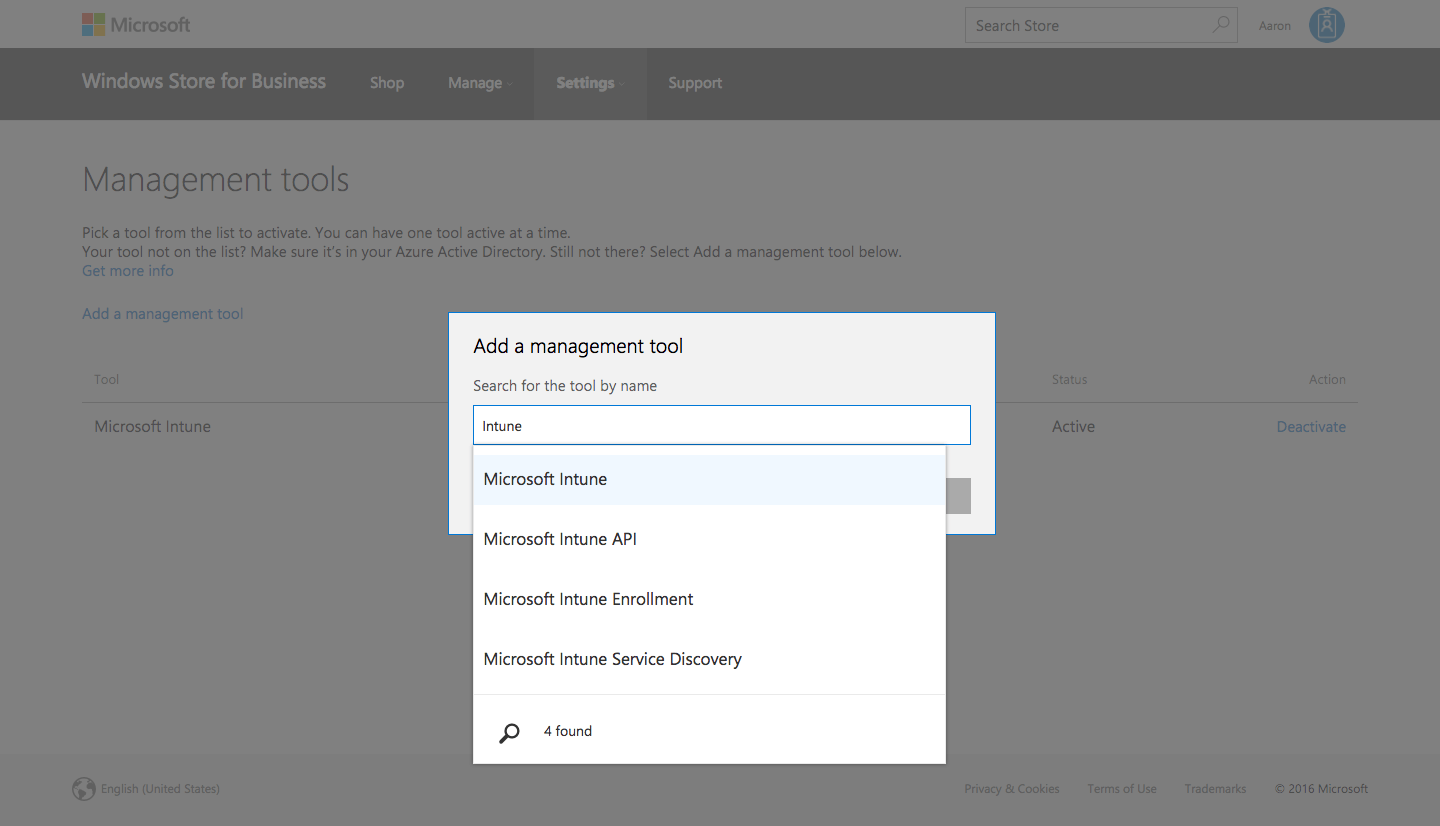 Microsoft
Search Store
Aaron
Windows Store for Business
Shop
Manage
Settings
Support
Management tools
Pick a tool from the list to activate. You can have one tool active at a time.
Your tool not on the list? Make sure it's in your Azure Active Directory. Still not there? Select Add a management tool below.
Get more info
Add a management tool
Tool
Status
Action
Microsoft Intune
Active
Deactivate
Add a management tool
Search for the tool by name
Intune
Microsoft Intune
Microsoft Intune API
Microsoft Intune Enrollment
Microsoft Intune Service Discovery
4 found
English (United States)
Privacy & Cookies
Terms of Use
Trademarks
© 2016 Microsoft